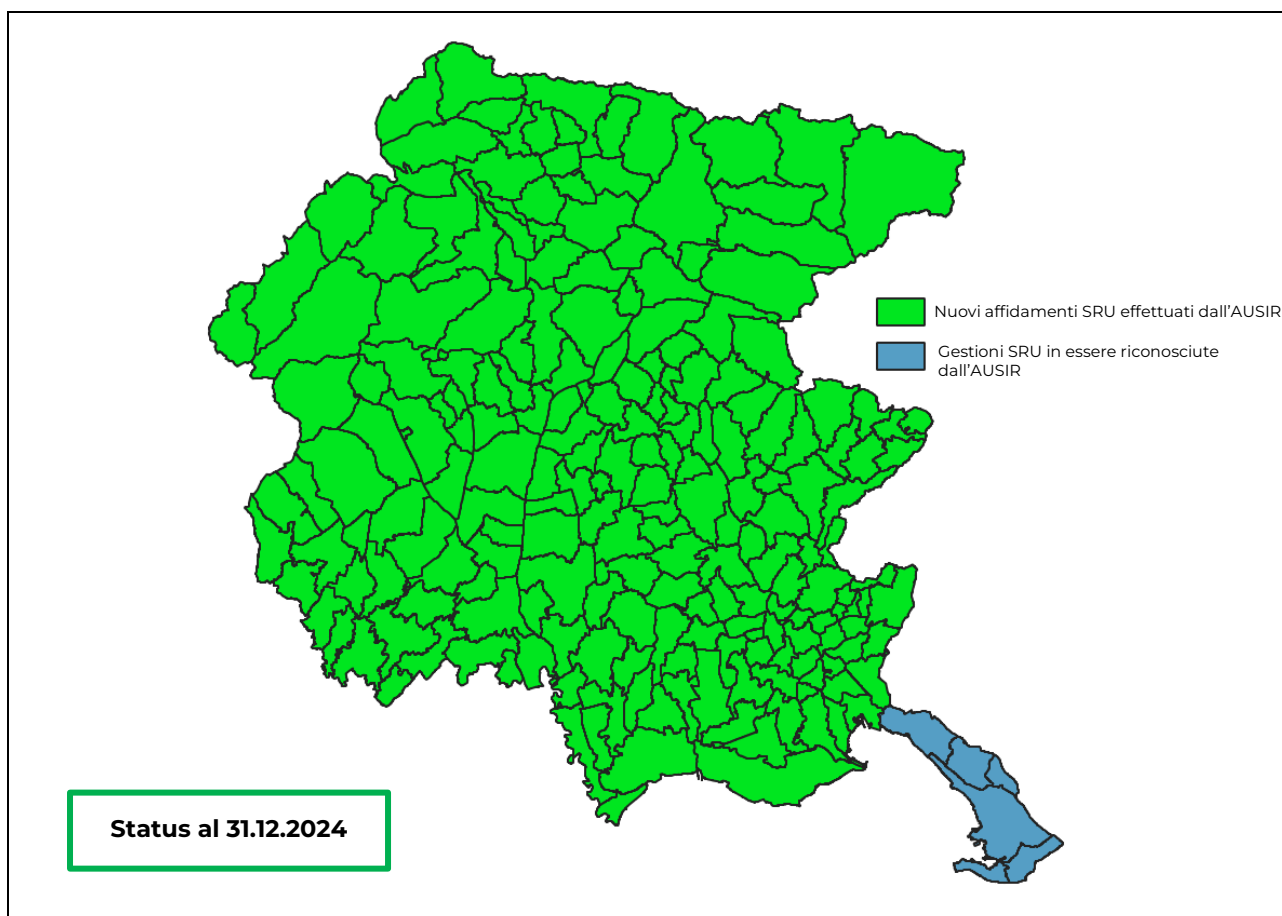 Nuovi affidamenti SRU effettuati dall'AUSIR
Gestioni SRU in essere riconosciute
dall'AUSIR
Status al 31.12.2024